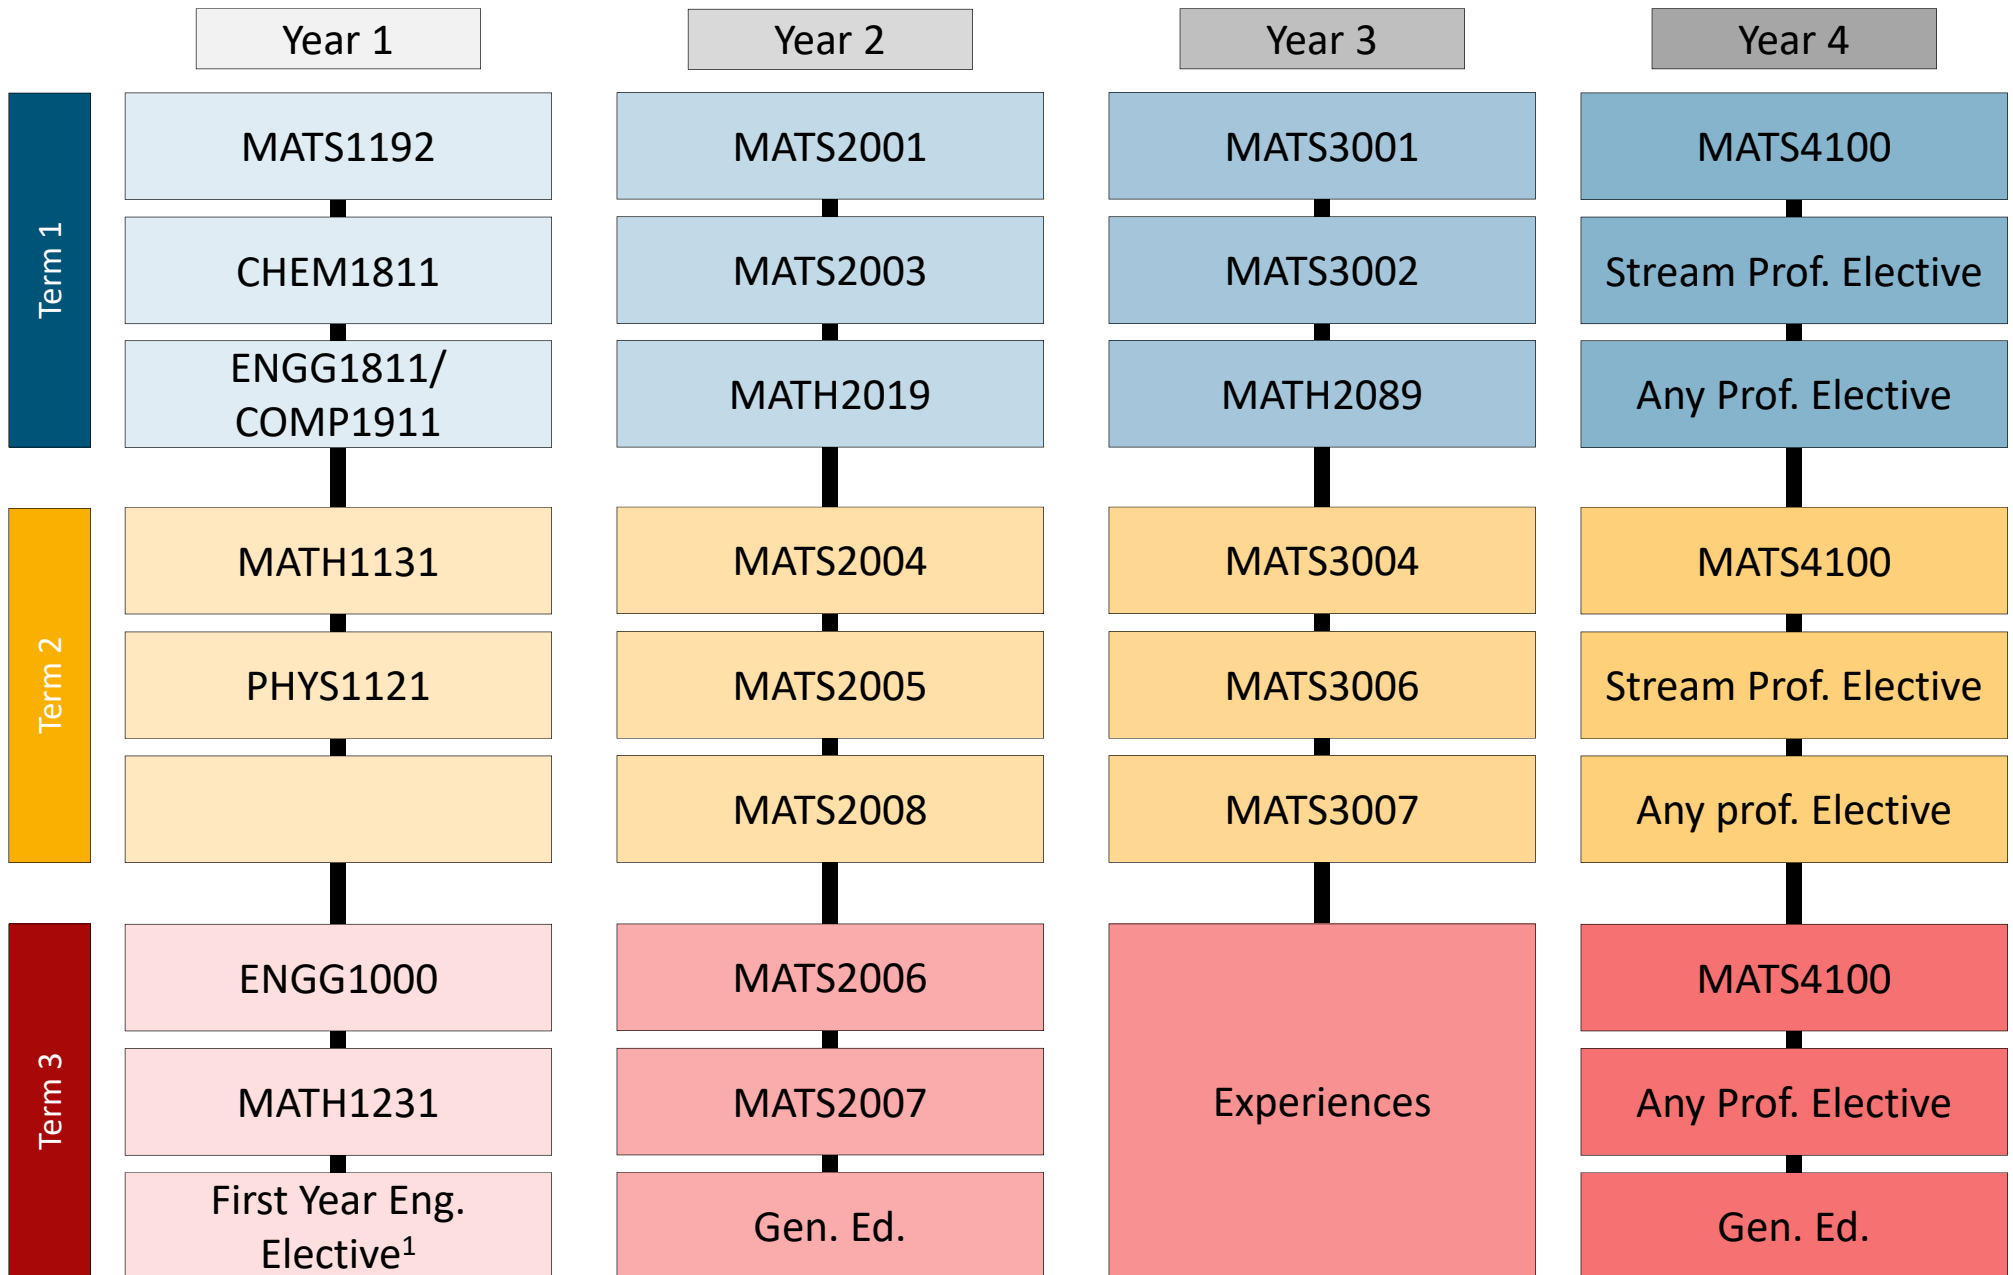 Year 1
Year 2
Year 3
Year 4
Term 1
MATS1192
MATS2001
MATS3001
MATS4100
CHEM1811
MATS2003
MATS3002
Stream Prof. Elective
ENGG1811/
COMP1911
MATH2019
MATH2089
Any Prof. Elective
Term 2
MATH1131
MATS2004
MATS3004
MATS4100
PHYS1121
MATS2005
MATS3006
Stream Prof. Elective
MATS2008
MATS3007
Any prof. Elective
Term 3
ENGG1000
MATS2006
Experiences
MATS4100
MATH1231
MATS2007
Any Prof. Elective
First Year Eng.
Elective¹
Gen. Ed.
Gen. Ed.